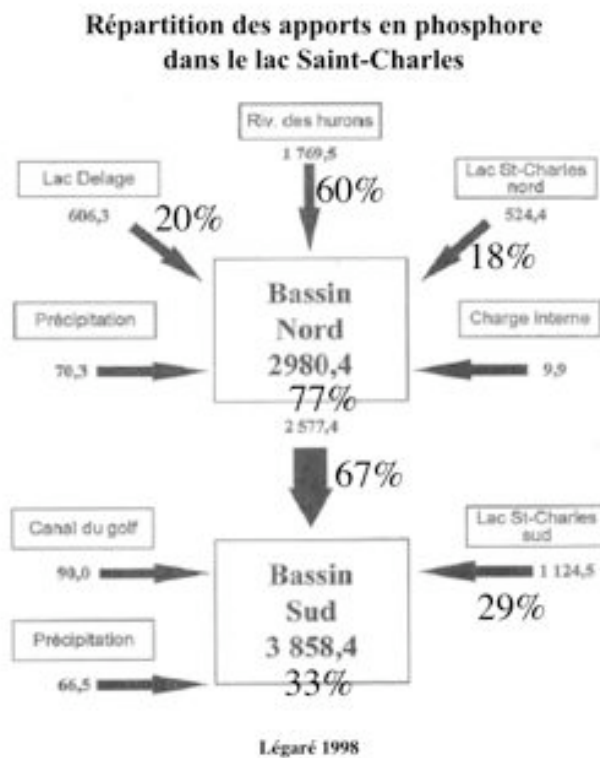 Répartition des apports en phosphore
dans le lac Saint-Charles
Riv. des hurons
1 769,5
60%
Lac Delage
606,3
20%
Lac St-Charles
nord
524,4
18%
Précipitation
70,3
Bassin
Nord
2980,4
77%
Charge Interne
9,9
2 577,4
67%
Canal du golf
90,0
Bassin
Sud
3 858,4
33%
Lac St-Charles
sud
1 124,5
29%
Précipitation
66,5
Légaré 1998